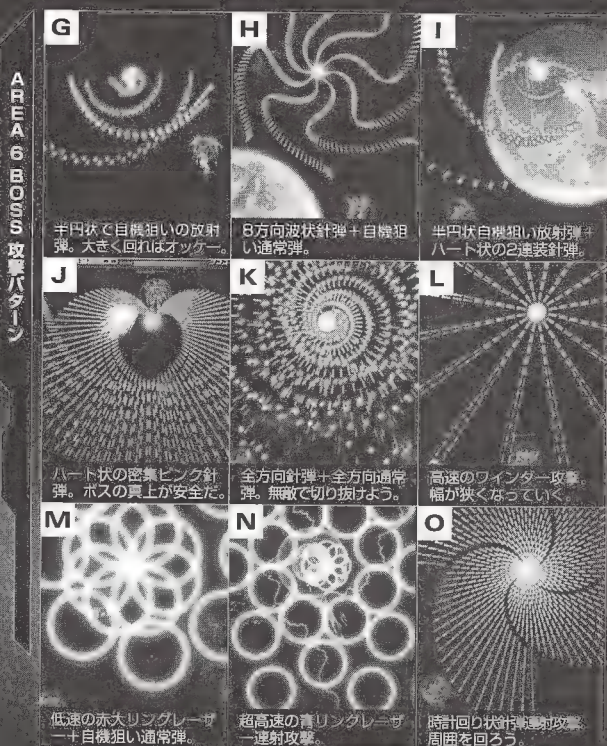 AREA 6 BOSS 攻撃パターン
G
半円状で自機狙いの放射
弾。大きく回ればオッケー。
H
8方向波状針弾+自機狙
い通常弾。
I
半円状自機狙い放射弾+
ハート状の2連装針弾。
J
ハート状の密集ピンク針
弾。ボスの真上が安全だ。
K
全方向針弾+全方向通常
弾。無敵で切り抜けよう。
L
高速のワインダー攻撃。
幅が狭くなっていく
M
低速の赤大リングレーザ
ー+自機狙い通常弾。
N
超高速の青リングレーザ
ー連射攻撃。
O
時計回り状針弾連射攻撃。
周囲を回ろう。